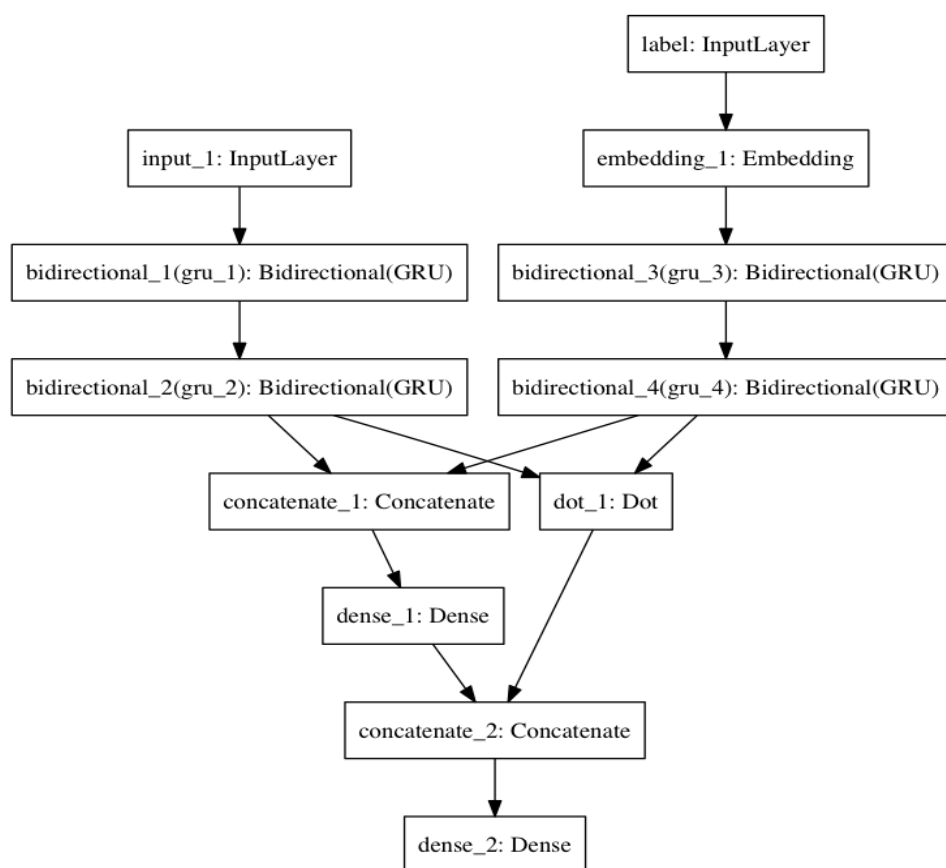 label: InputLayer
input_1: InputLayer
embedding_1: Embedding
bidirectional_1(gru_1): Bidirectional(GRU)
bidirectional_3(gru_3): Bidirectional(GRU)
bidirectional_2(gru_2): Bidirectional(GRU)
bidirectional_4(gru_4): Bidirectional(GRU)
concatenate_1: Concatenate
dot_1: Dot
dense_1: Dense
concatenate_2: Concatenate
dense_2: Dense